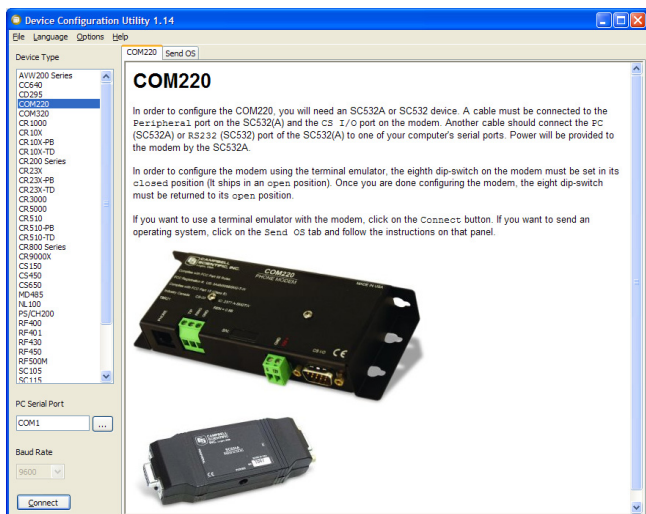 Device Configuration Utility 1.14
File Language Options Help
Device Type
AVW200 Series
CC640
CD295
COM220
COM320
CR1000
CR10X
CR10X-PB
CR10X-TD
CR200 Series
CR23X
CR23X-PB
CR23X-TD
CR3000
CR5000
CR510
CR510-PB
CR510-TD
CR800 Series
CR9000X
CS150
CS450
CS650
MD485
NL100
PS/CH200
RF400
RF401
RF430
RF450
RF500M
SC105
SC115
PC Serial Port
COM1
...
Baud Rate
9600
Connect
COM220 Send OS
COM220
In order to configure the COM220, you will need an SC532A or SC532 device. A cable must be connected to the
Peripheral port on the SC532(A) and the CS I/O port on the modem. Another cable should connect the PC
(SC532A) or RS232 (SC532) port of the SC532(A) to one of your computer's serial ports. Power will be provided to
the modem by the SC532A.
In order to configure the modem using the terminal emulator, the eighth dip-switch on the modem must be set in its
closed position (It ships in an open position). Once you are done configuring the modem, the eight dip-switch
must be returned to its open position.
If you want to use a terminal emulator with the modem, click on the Connect button. If you want to send an
operating system, click on the Send OS tab and follow the instructions on that panel.
CAMPBELL
SCIENTIFIC, INC.
COM220
PHONE MODEM
MADE IN USA
CS I/O
CE
CAMPBELL
SCIENTIFIC
CE